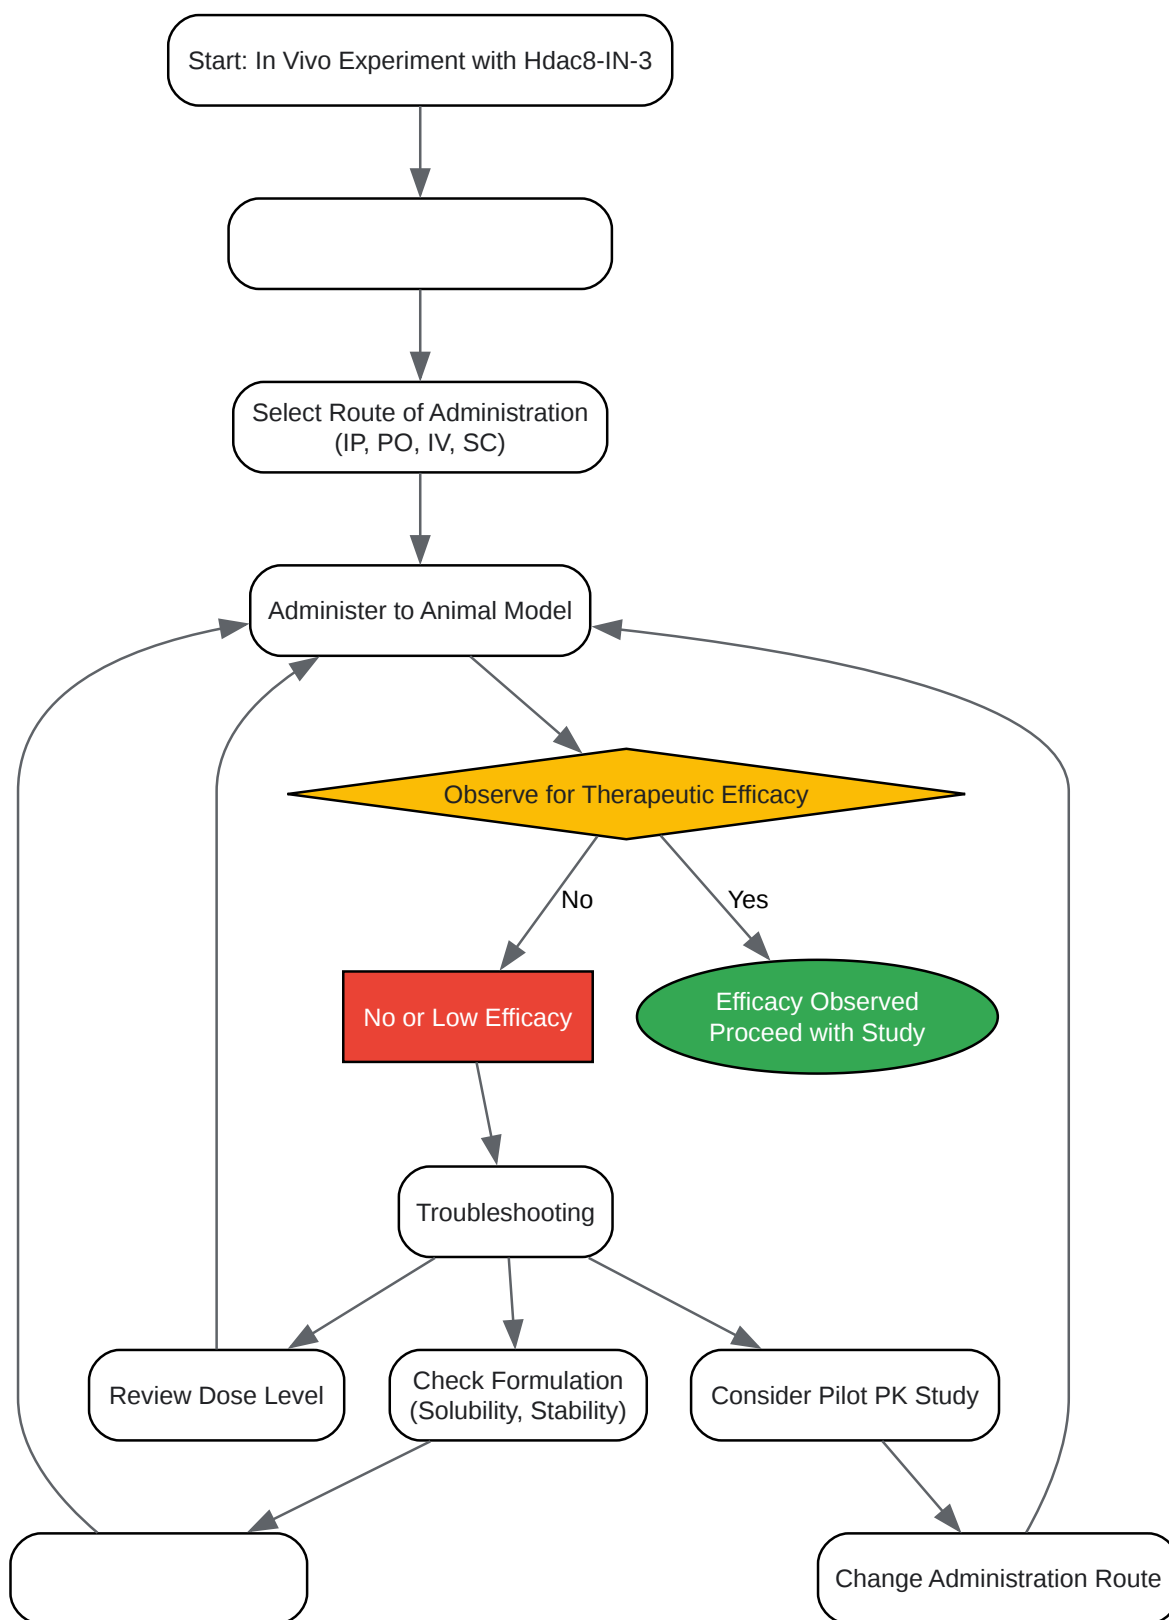 Start: In Vivo Experiment with Hdac8-IN-3
Select Route of Administration
(IP, PO, IV, SC)
Administer to Animal Model
Observe for Therapeutic Efficacy
No
Yes
No or Low Efficacy
Efficacy Observed
Proceed with Study
Troubleshooting
Review Dose Level
Check Formulation
(Solubility, Stability)
Consider Pilot PK Study
Change Administration Route